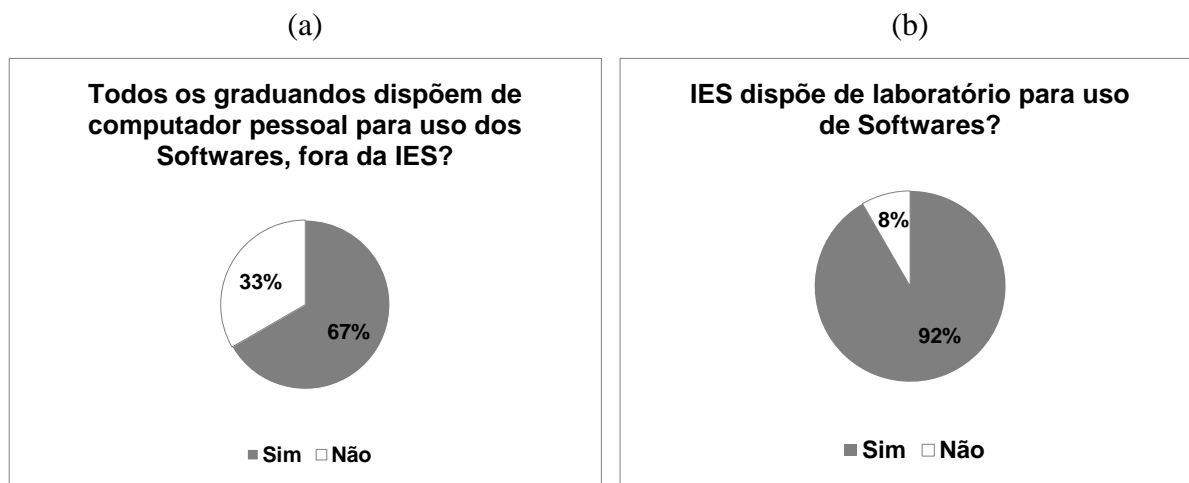 (a)
(b)
Todos os graduandos dispõem de
computador pessoal para uso dos
Softwares, fora da IES?
33%
67%
Sim Não
IES dispõe de laboratório para uso
de Softwares?
8%
92%
Sim Não